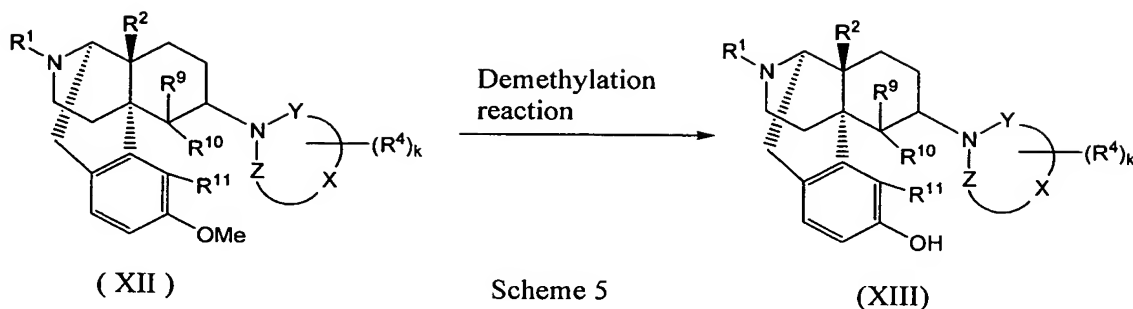 R² R²
R¹ N R⁹ R¹ N R⁹
Demethylation
reaction
R¹⁰ N Y R¹⁰ N Y
Z X (R⁴)k Z X (R⁴)k
R¹¹ R¹¹
OMe OH
( XII ) Scheme 5 (XIII)